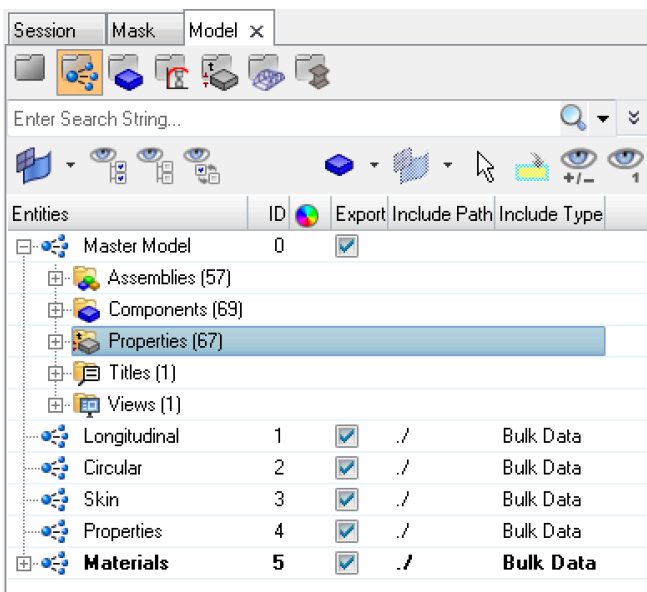 Session Mask Model
Enter Search String...
+/- 1
Entities ID Export Include Path Include Type
Master Model 0
Assemblies (57)
Components (69)
Properties (67)
Titles (1)
Views (1)
Longitudinal 1 ./ Bulk Data
Circular 2 ./ Bulk Data
Skin 3 ./ Bulk Data
Properties 4 ./ Bulk Data
Materials 5 ./ Bulk Data